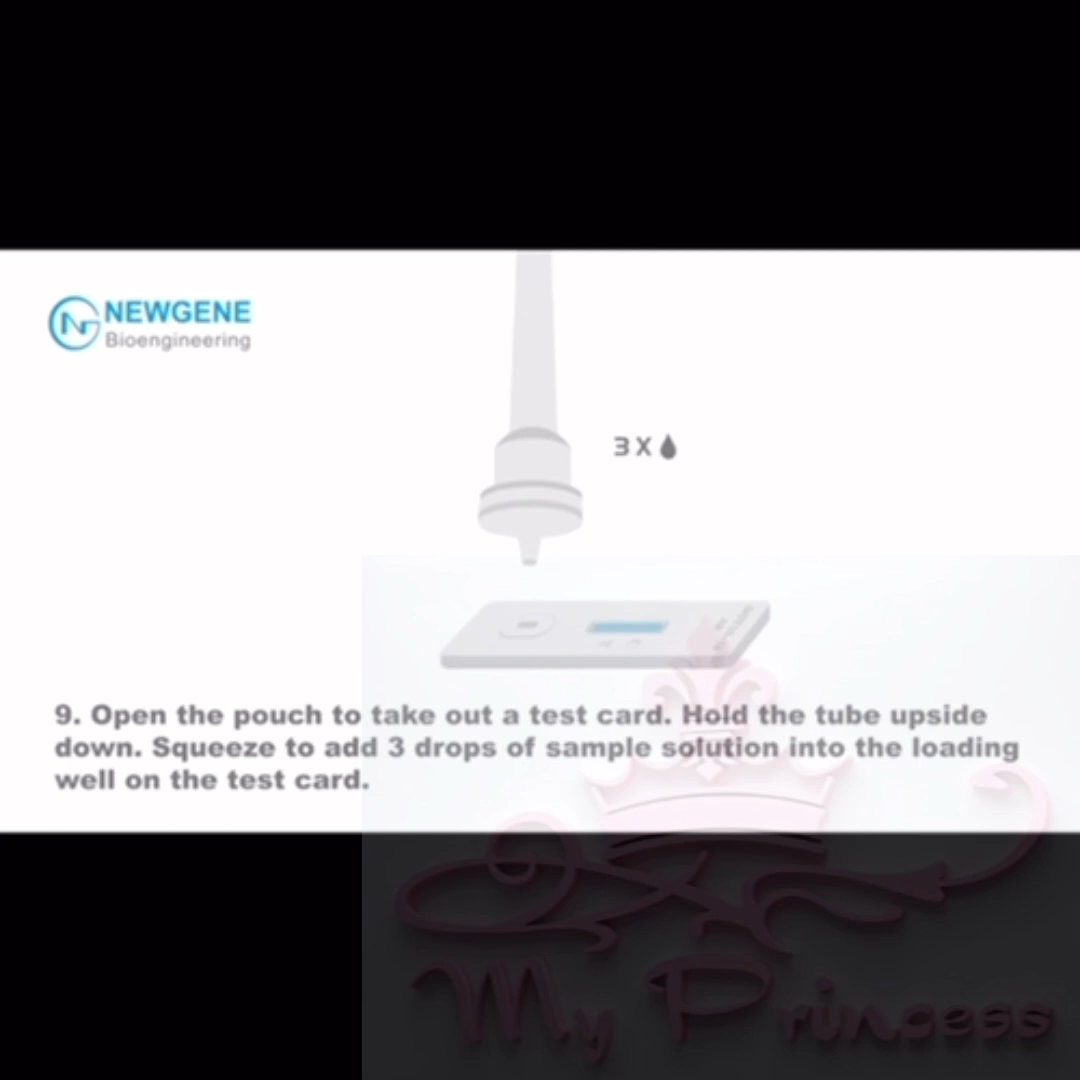 NEWGENE
Bioengineering
3 X
9. Open the pouch to take out a test card. Hold the tube upside
down. Squeeze to add 3 drops of sample solution into the loading
well on the test card.
My Princess